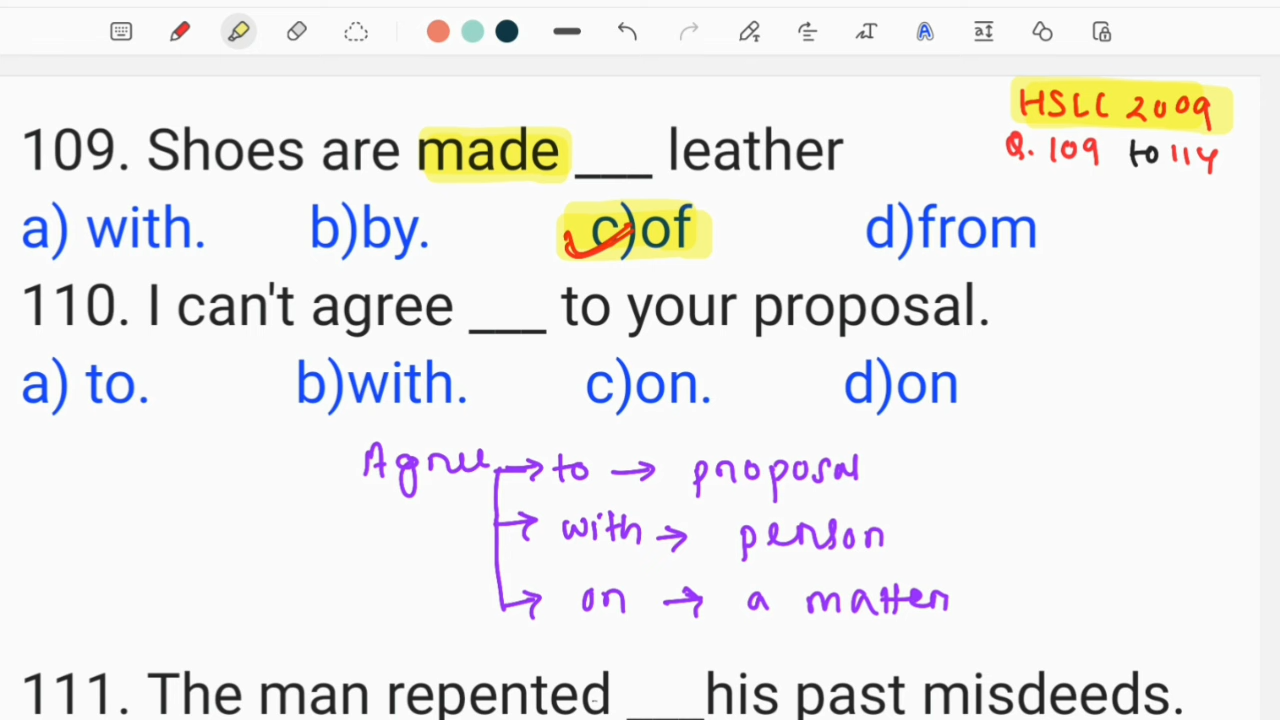 HSLC 2009
109. Shoes are made ___ leather
Q. 109 to 114
a) with. b)by. c)of d)from
110. I can't agree ___ to your proposal.
a) to. b)with. c)on. d)on
Agree → to → proposal
→ with → person
→ on → a matter
111. The man repented ___his past misdeeds.